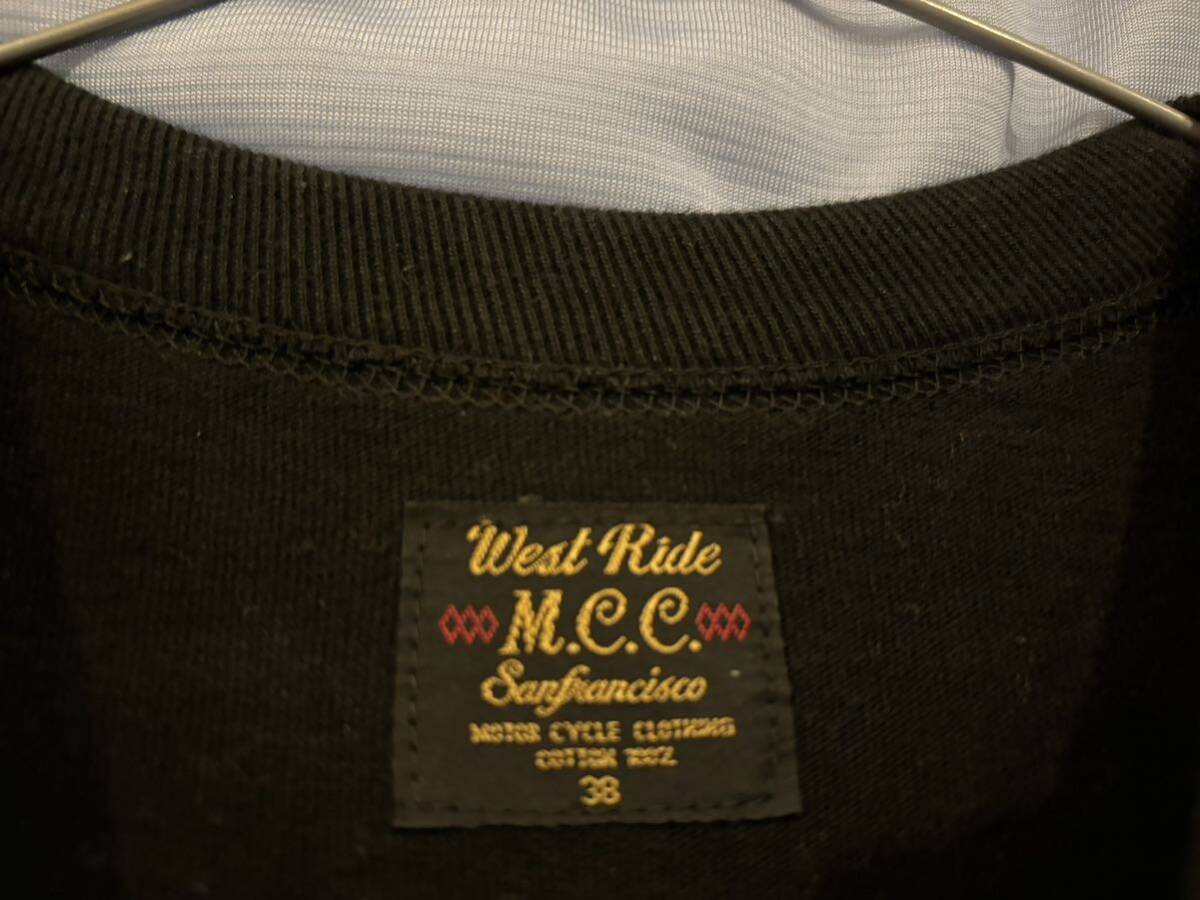 West Ride
M.C.C.
Sanfrancisco
MOTOR CYCLE CLOTHING
COTTON 100%
38